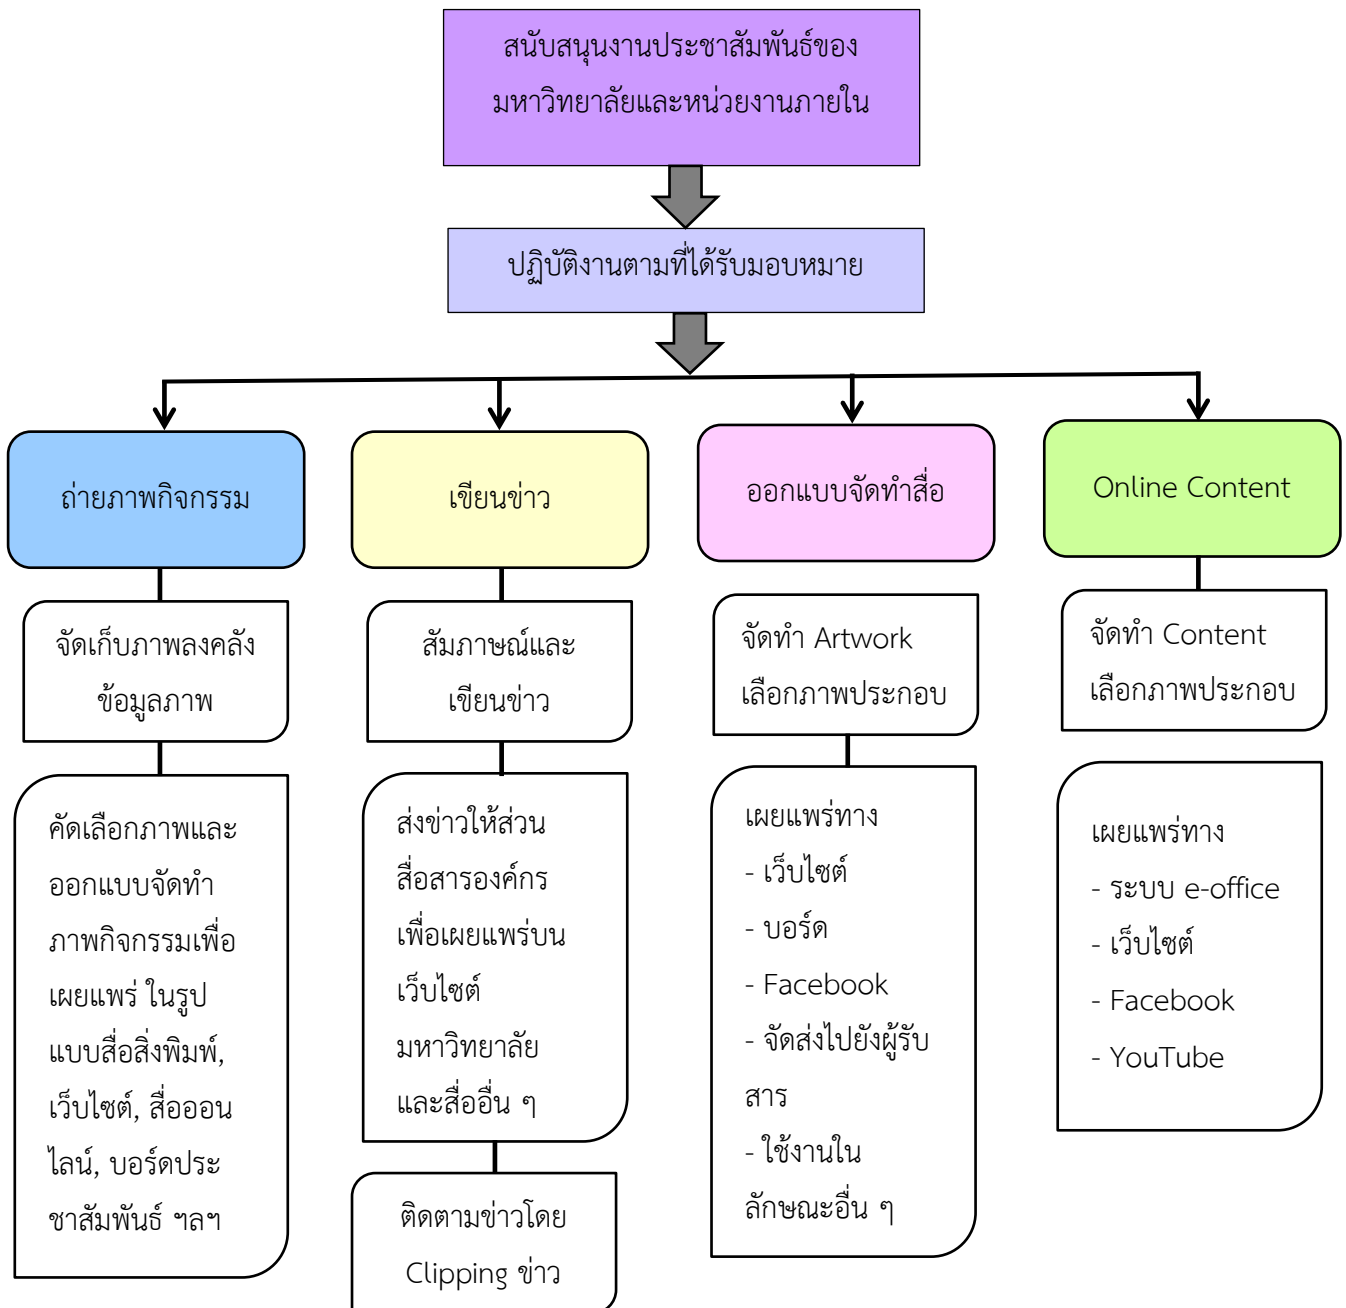 สนับสนุนงานประชาสัมพันธ์ของ
มหาวิทยาลัยและหน่วยงานภายใน
ปฏิบัติงานตามที่ได้รับมอบหมาย
ถ่ายภาพกิจกรรม
เขียนข่าว
ออกแบบจัดทำสื่อ
Online Content
จัดเก็บภาพลงคลัง
ข้อมูลภาพ
สัมภาษณ์และ
เขียนข่าว
จัดทำ Artwork
เลือกภาพประกอบ
จัดทำ Content
เลือกภาพประกอบ
คัดเลือกภาพและ
ออกแบบจัดทำ
ภาพกิจกรรมเพื่อ
เผยแพร่ ในรูป
แบบสื่อสิ่งพิมพ์,
เว็บไซต์, สื่อออน
ไลน์, บอร์ดประ
ชาสัมพันธ์ ฯลฯ
ส่งข่าวให้ส่วน
สื่อสารองค์กร
เพื่อเผยแพร่บน
เว็บไซต์
มหาวิทยาลัย
และสื่ออื่น ๆ
ติดตามข่าวโดย
Clipping ข่าว
เผยแพร่ทาง
- เว็บไซต์
- บอร์ด
- Facebook
- จัดส่งไปยังผู้รับ
สาร
- ใช้งานใน
ลักษณะอื่น ๆ
เผยแพร่ทาง
- ระบบ e-office
- เว็บไซต์
- Facebook
- YouTube